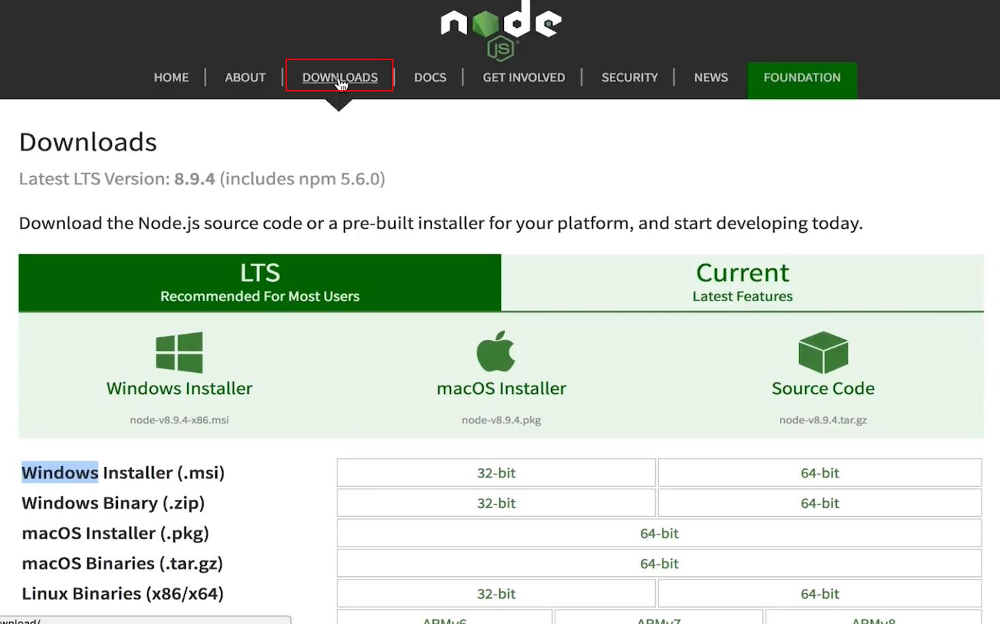 node
JS
HOME | ABOUT | DOWNLOADS | DOCS | GET INVOLVED | SECURITY | NEWS FOUNDATION
Downloads
Latest LTS Version: 8.9.4 (includes npm 5.6.0)
Download the Node.js source code or a pre-built installer for your platform, and start developing today.
LTS
Recommended For Most Users
Current
Latest Features
Windows Installer
node-v8.9.4-x86.msi
macOS Installer
node-v8.9.4.pkg
Source Code
node-v8.9.4.tar.gz
Windows Installer (.msi) 32-bit 64-bit
Windows Binary (.zip) 32-bit 64-bit
macOS Installer (.pkg) 64-bit
macOS Binaries (.tar.gz) 64-bit
Linux Binaries (x86/x64) 32-bit 64-bit
ARMv6 ARMv7 ARMv8